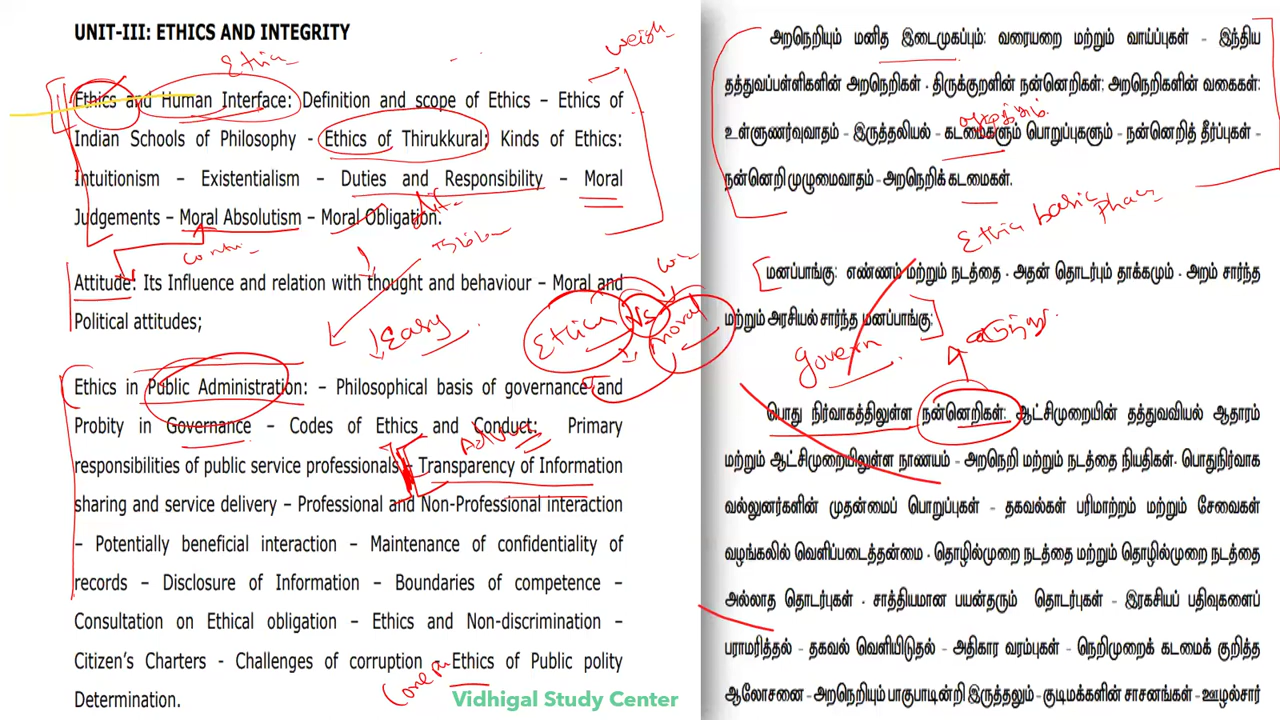 UNIT-III: ETHICS AND INTEGRITY
Ethics and Human Interface: Definition and scope of Ethics – Ethics of
Indian Schools of Philosophy - Ethics of Thirukkural; Kinds of Ethics:
Intuitionism – Existentialism – Duties and Responsibility – Moral
Judgements – Moral Absolutism – Moral Obligation.
Attitude: Its Influence and relation with thought and behaviour – Moral and
Political attitudes;
Easy
Ethics Vs moral
Ethics in Public Administration: – Philosophical basis of governance and
Probity in Governance – Codes of Ethics and Conduct: Primary
responsibilities of public service professionals – Transparency of Information
sharing and service delivery – Professional and Non-Professional interaction
– Potentially beneficial interaction – Maintenance of confidentiality of
records – Disclosure of Information – Boundaries of competence –
Consultation on Ethical obligation – Ethics and Non-discrimination –
Citizen's Charters - Challenges of corruption – Ethics of Public polity
Determination.
Vidhigal Study Center
அறநெறியும் மனித இடைமுகப்பும்: வரையறை மற்றும் வாய்ப்புகள் - இந்திய
தத்துவப்பள்ளிகளின் அறநெறிகள் - திருக்குறளின் நன்னெறிகள்; அறநெறிகளின் வகைகள்:
உள்ளுணர்வுவாதம் - இருத்தலியல் - கடமைகளும் பொறுப்புகளும் - நன்னெறித் தீர்ப்புகள் -
நன்னெறி முழுமைவாதம் - அறநெறிக் கடமைகள்.
Ethics basic
மனப்பாங்கு: எண்ணம் மற்றும் நடத்தை - அதன் தொடர்பும் தாக்கமும் - அறம் சார்ந்த
மற்றும் அரசியல் சார்ந்த மனப்பாங்கு;
Govern
பொது நிர்வாகத்திலுள்ள நன்னெறிகள்: ஆட்சிமுறையின் தத்துவவியல் ஆதாரம்
மற்றும் ஆட்சிமுறையிலுள்ள நாணயம் - அறநெறி மற்றும் நடத்தை நியதிகள் - பொதுநிர்வாக
வல்லுனர்களின் முதன்மைப் பொறுப்புகள் - தகவல்கள் பரிமாற்றம் மற்றும் சேவைகள்
வழங்கலில் வெளிப்படைத்தன்மை - தொழில்முறை நடத்தை மற்றும் தொழில்முறை நடத்தை
அல்லாத தொடர்புகள் - சாத்தியமான பயன்தரும் தொடர்புகள் - இரகசியப் பதிவுகளைப்
பராமரித்தல் - தகவல் வெளியிடுதல் - அதிகார வரம்புகள் - நெறிமுறைக் கடமைக் குறித்த
ஆலோசனை - அறநெறியும் பாகுபாடின்றி இருத்தலும் - குடிமக்களின் சாசனங்கள் - ஊழல்சார்